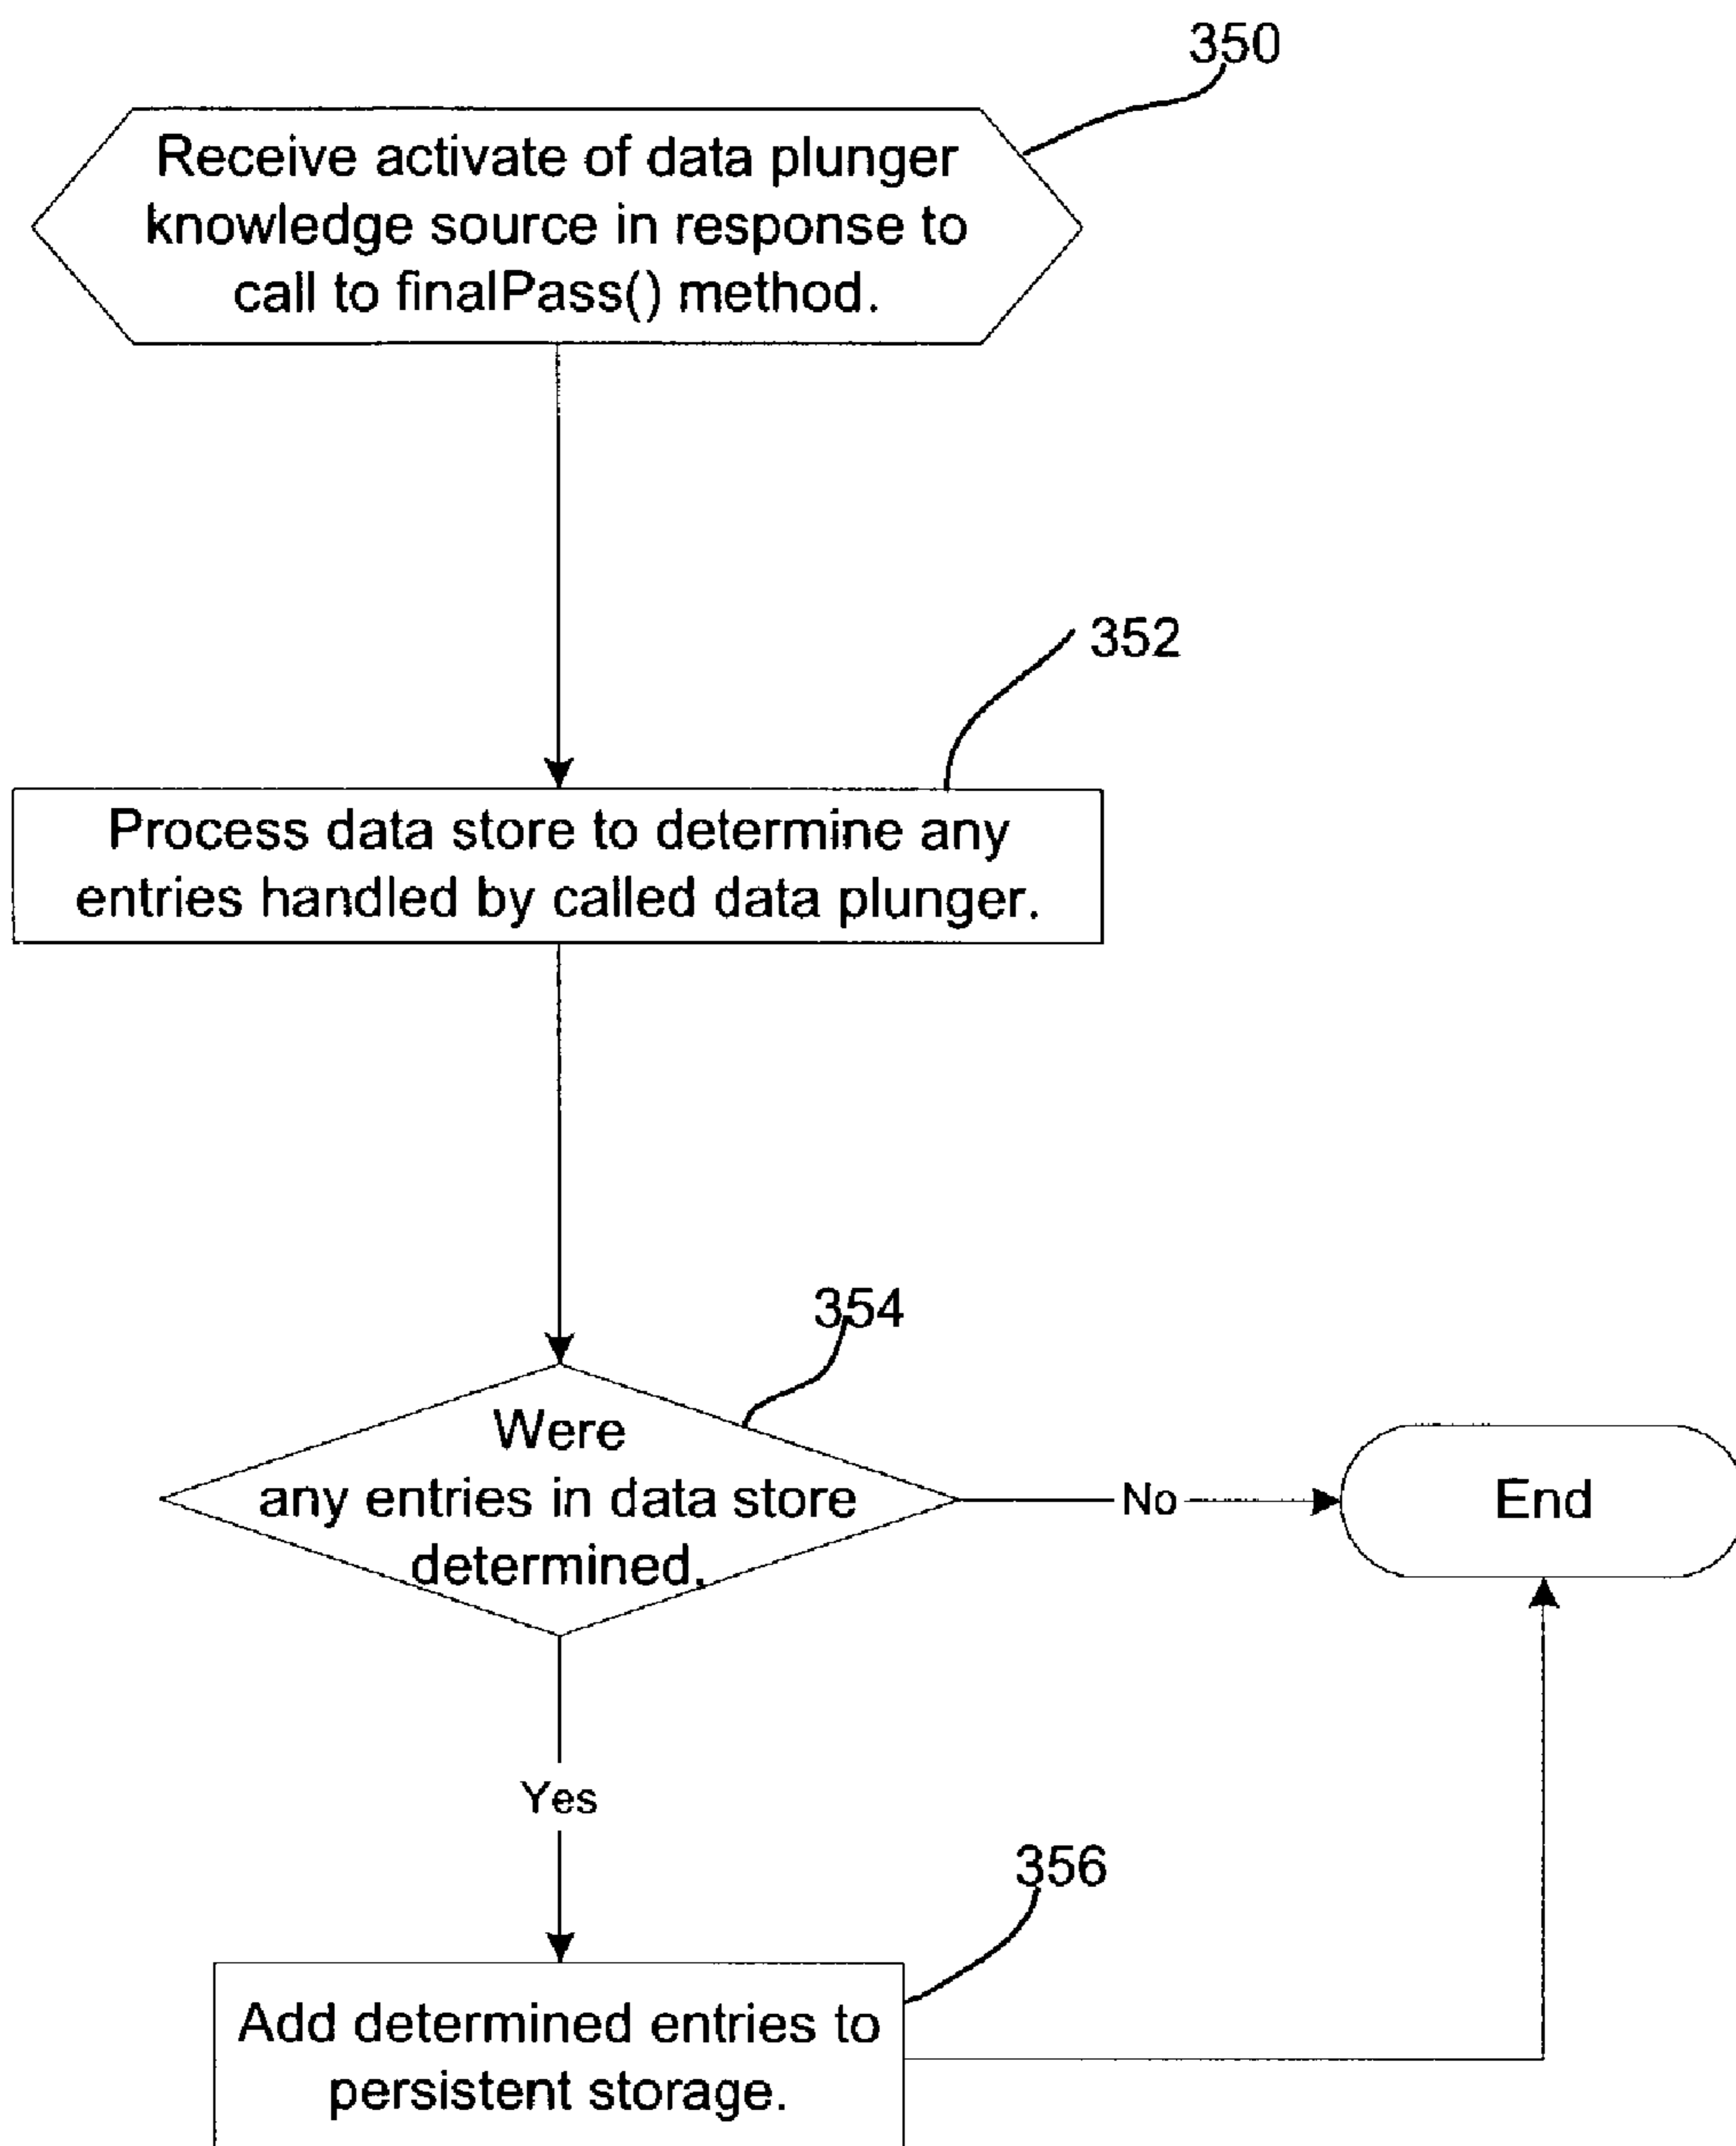 350
Receive activate of data plunger
knowledge source in response to
call to finalPass() method.
352
Process data store to determine any
entries handled by called data plunger.
354
Were
any entries in data store
determined.
No
End
Yes
356
Add determined entries to
persistent storage.